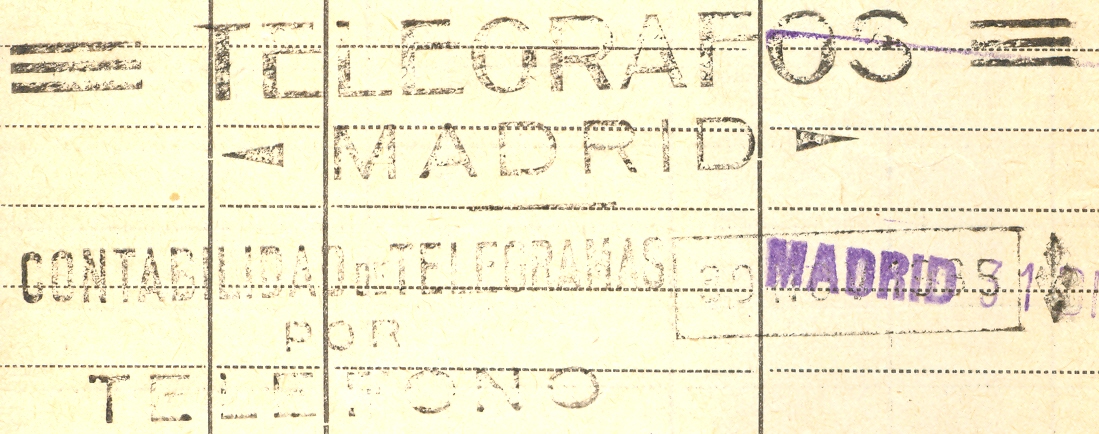 TELEGRAFOS
MADRID
CONTABILIDAD DE TELEGRAMAS MADRID
POR
TELEFONO